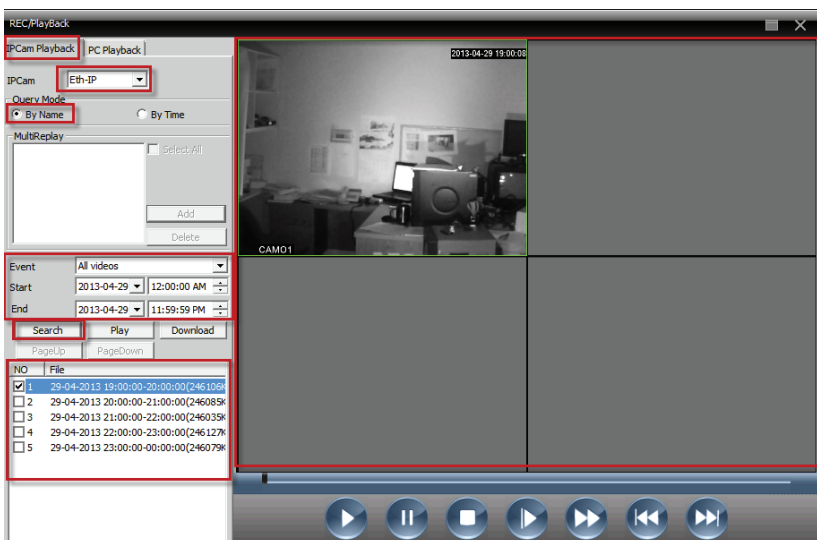 REC/PlayBack
IPCam Playback PC Playback
IPCam Eth-IP
Query Mode
By Name By Time
MultiReplay
Select All
Add
Delete
Event All videos
Start 2013-04-29 12:00:00 AM
End 2013-04-29 11:59:59 PM
Search Play Download
PageUp PageDown
NO File
1 29-04-2013 19:00:00-20:00:00(246106K
2 29-04-2013 20:00:00-21:00:00(246085K
3 29-04-2013 21:00:00-22:00:00(246035K
4 29-04-2013 22:00:00-23:00:00(246127K
5 29-04-2013 23:00:00-00:00:00(246079K
2013-04-29 19:00:08
CAM01